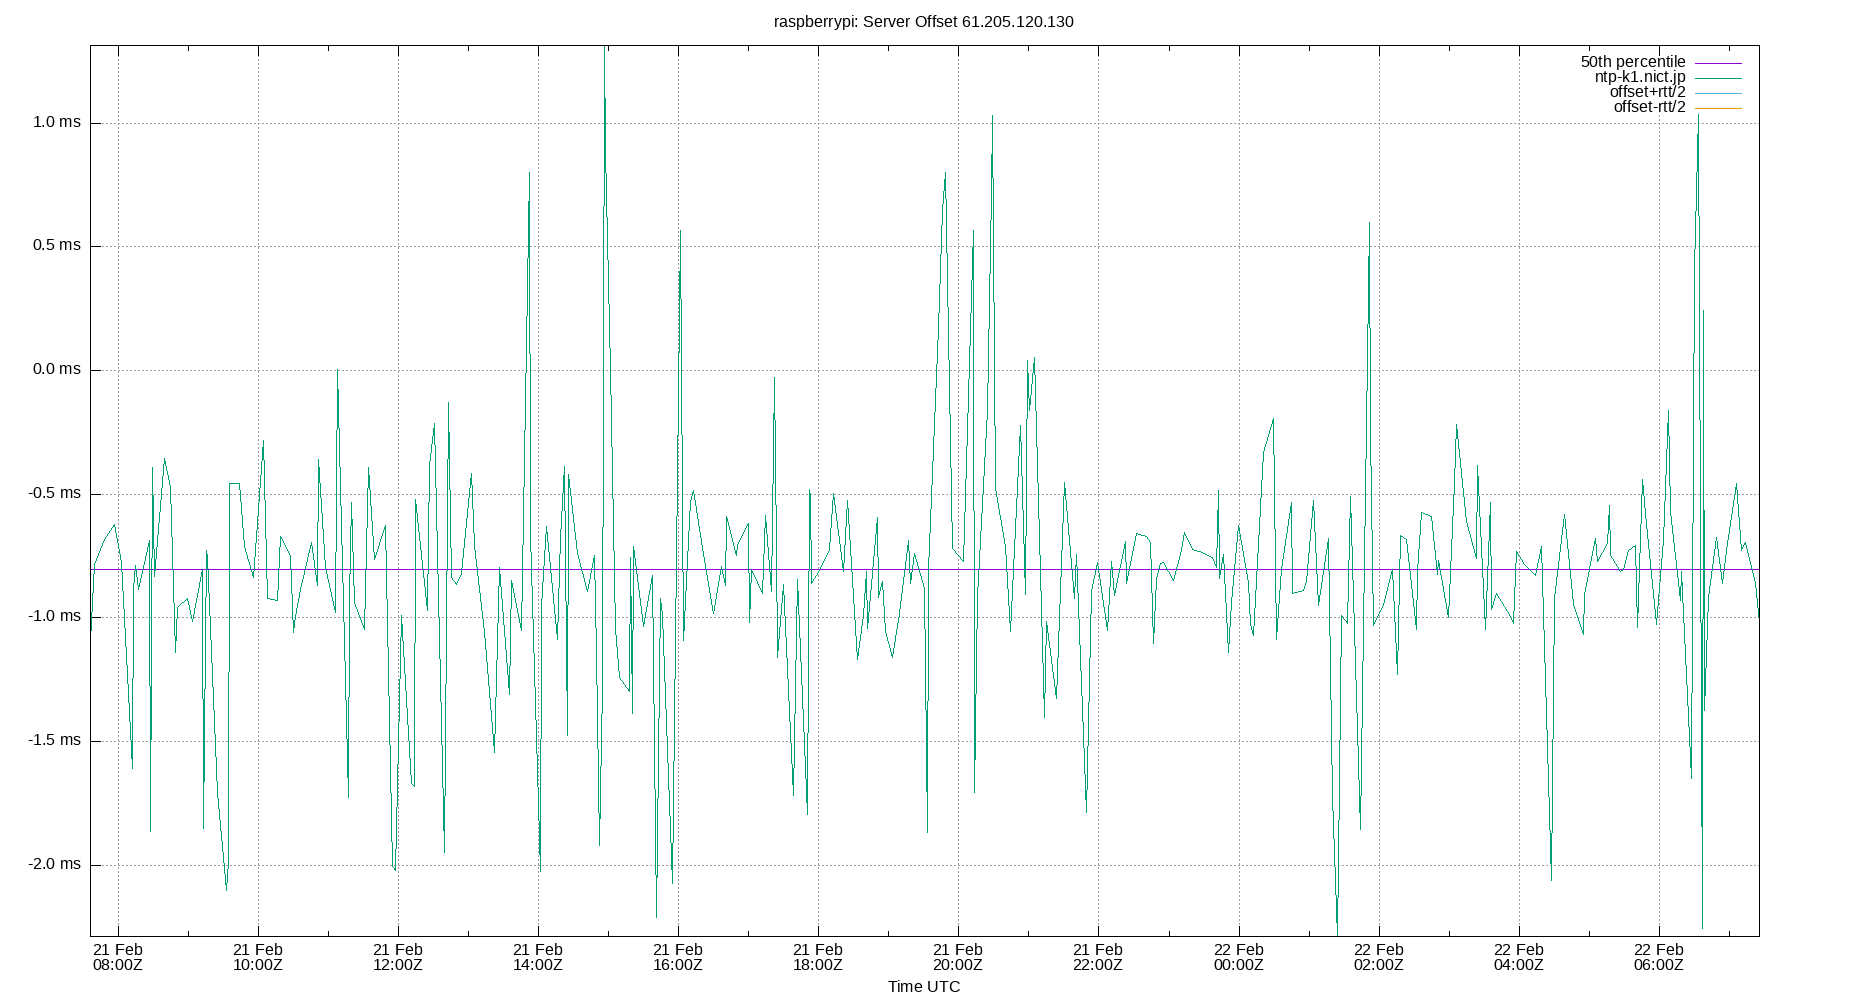 raspberrypi: Server Offset 61.205.120.130
50th percentile
ntp-k1.nict.jp
offset+rtt/2
offset-rtt/2
1.0 ms
0.5 ms
0.0 ms
-0.5 ms
-1.0 ms
-1.5 ms
-2.0 ms
21 Feb 21 Feb 21 Feb 21 Feb 21 Feb 21 Feb 21 Feb 21 Feb 22 Feb 22 Feb 22 Feb 22 Feb
08:00Z 10:00Z 12:00Z 14:00Z 16:00Z 18:00Z 20:00Z 22:00Z 00:00Z 02:00Z 04:00Z 06:00Z
Time UTC